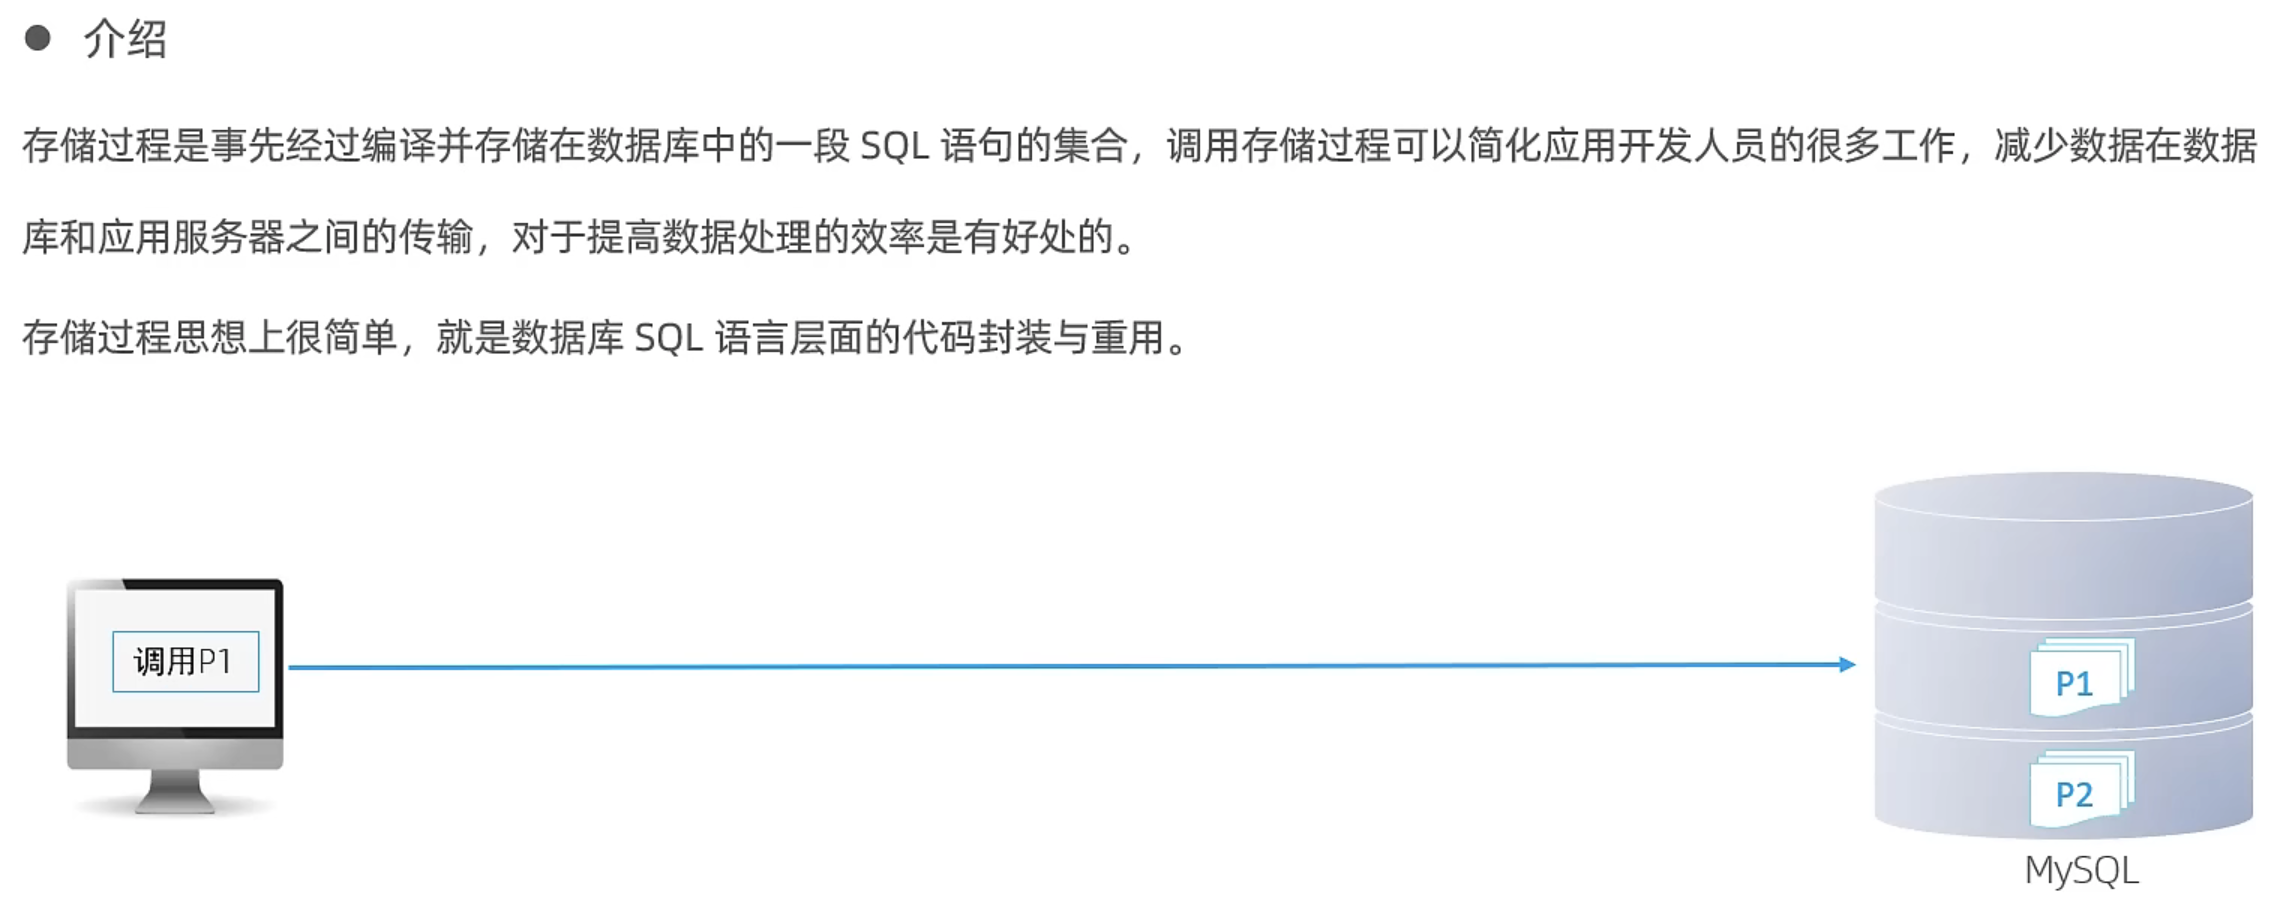 ● 介绍
存储过程是事先经过编译并存储在数据库中的一段 SQL 语句的集合，调用存储过程可以简化应用开发人员的很多工作，减少数据在数据
库和应用服务器之间的传输，对于提高数据处理的效率是有好处的。
存储过程思想上很简单，就是数据库 SQL 语言层面的代码封装与重用。
调用P1
P1
P2
MySQL